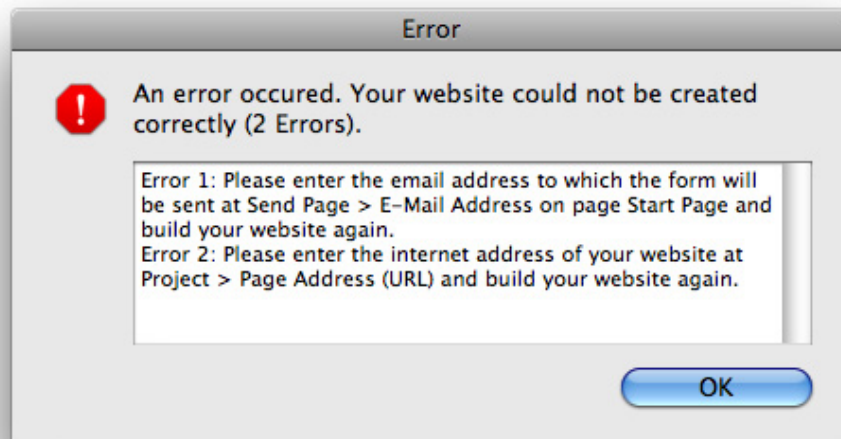 Error
An error occured. Your website could not be created
correctly (2 Errors).
Error 1: Please enter the email address to which the form will
be sent at Send Page > E-Mail Address on page Start Page and
build your website again.
Error 2: Please enter the internet address of your website at
Project > Page Address (URL) and build your website again.
OK